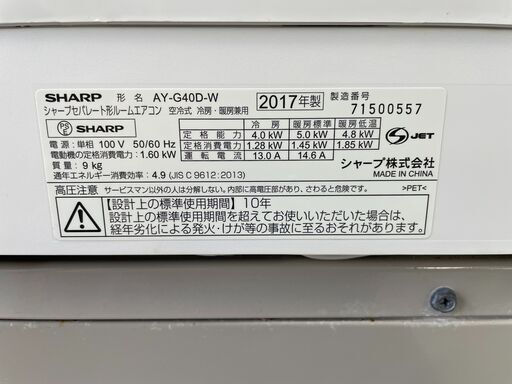 SHARP 形名 AY-G40D-W 2017年製 製造番号
シャープセパレート形ルームエアコン 空冷式 冷房・暖房兼用 71500557
PSE SHARP
冷房 暖房 暖房低温
定格能力 4.0 kW 5.0 kW 4.8 kW
定格消費電力 1.28 kW 1.45 kW 1.85 kW
運転電流 13.0 A 14.6 A
S JET
電源:単相 100 V 50/60 Hz
電動機の定格消費電力:1.60 kW
質量:9 kg
通年エネルギー消費効率:4.9 (JIS C 9612:2013)
シャープ株式会社
MADE IN CHINA
高圧注意 サービスマン以外の人は分解しない。内部に高電圧があり、さわると危険です。 >PET<
【設計上の標準使用期間】10年
設計上の標準使用期間を超えてお使いいただいた場合は、
経年劣化による発火・けが等の事故に至るおそれがあります。